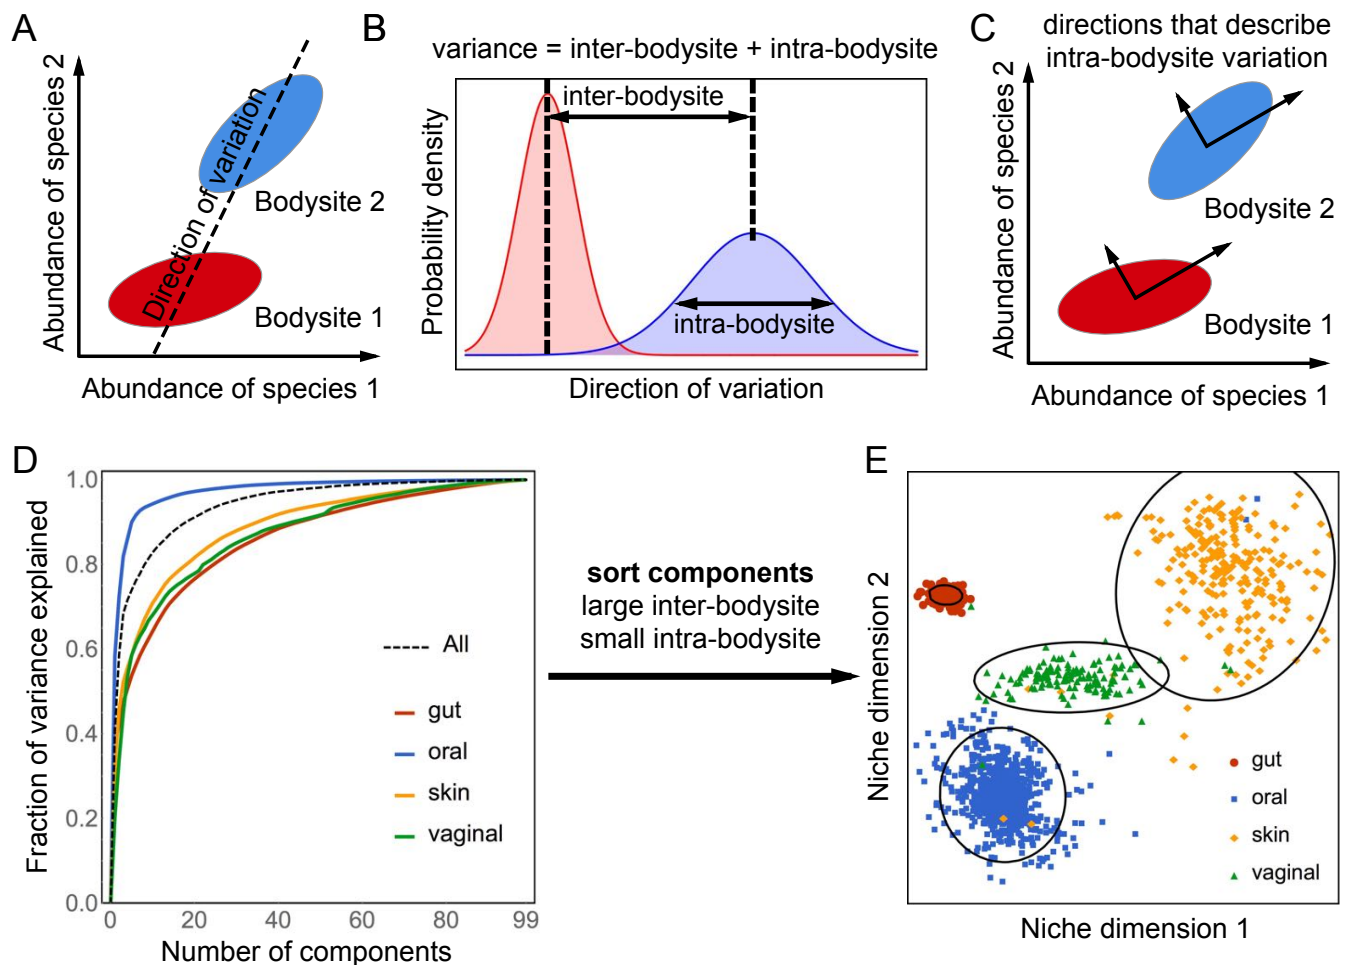 A
Abundance of species 2
Direction of variation
Bodysite 2
Bodysite 1
Abundance of species 1
B
variance = inter-bodysite + intra-bodysite
Probability density
inter-bodysite
intra-bodysite
Direction of variation
C
directions that describe
intra-bodysite variation
Abundance of species 2
Bodysite 2
Bodysite 1
Abundance of species 1
D
Fraction of variance explained
1.0
0.8
0.6
0.4
0.2
0.0
All
gut
oral
skin
vaginal
0 20 40 60 80 99
Number of components
sort components
large inter-bodysite
small intra-bodysite
E
Niche dimension 2
gut
oral
skin
vaginal
Niche dimension 1